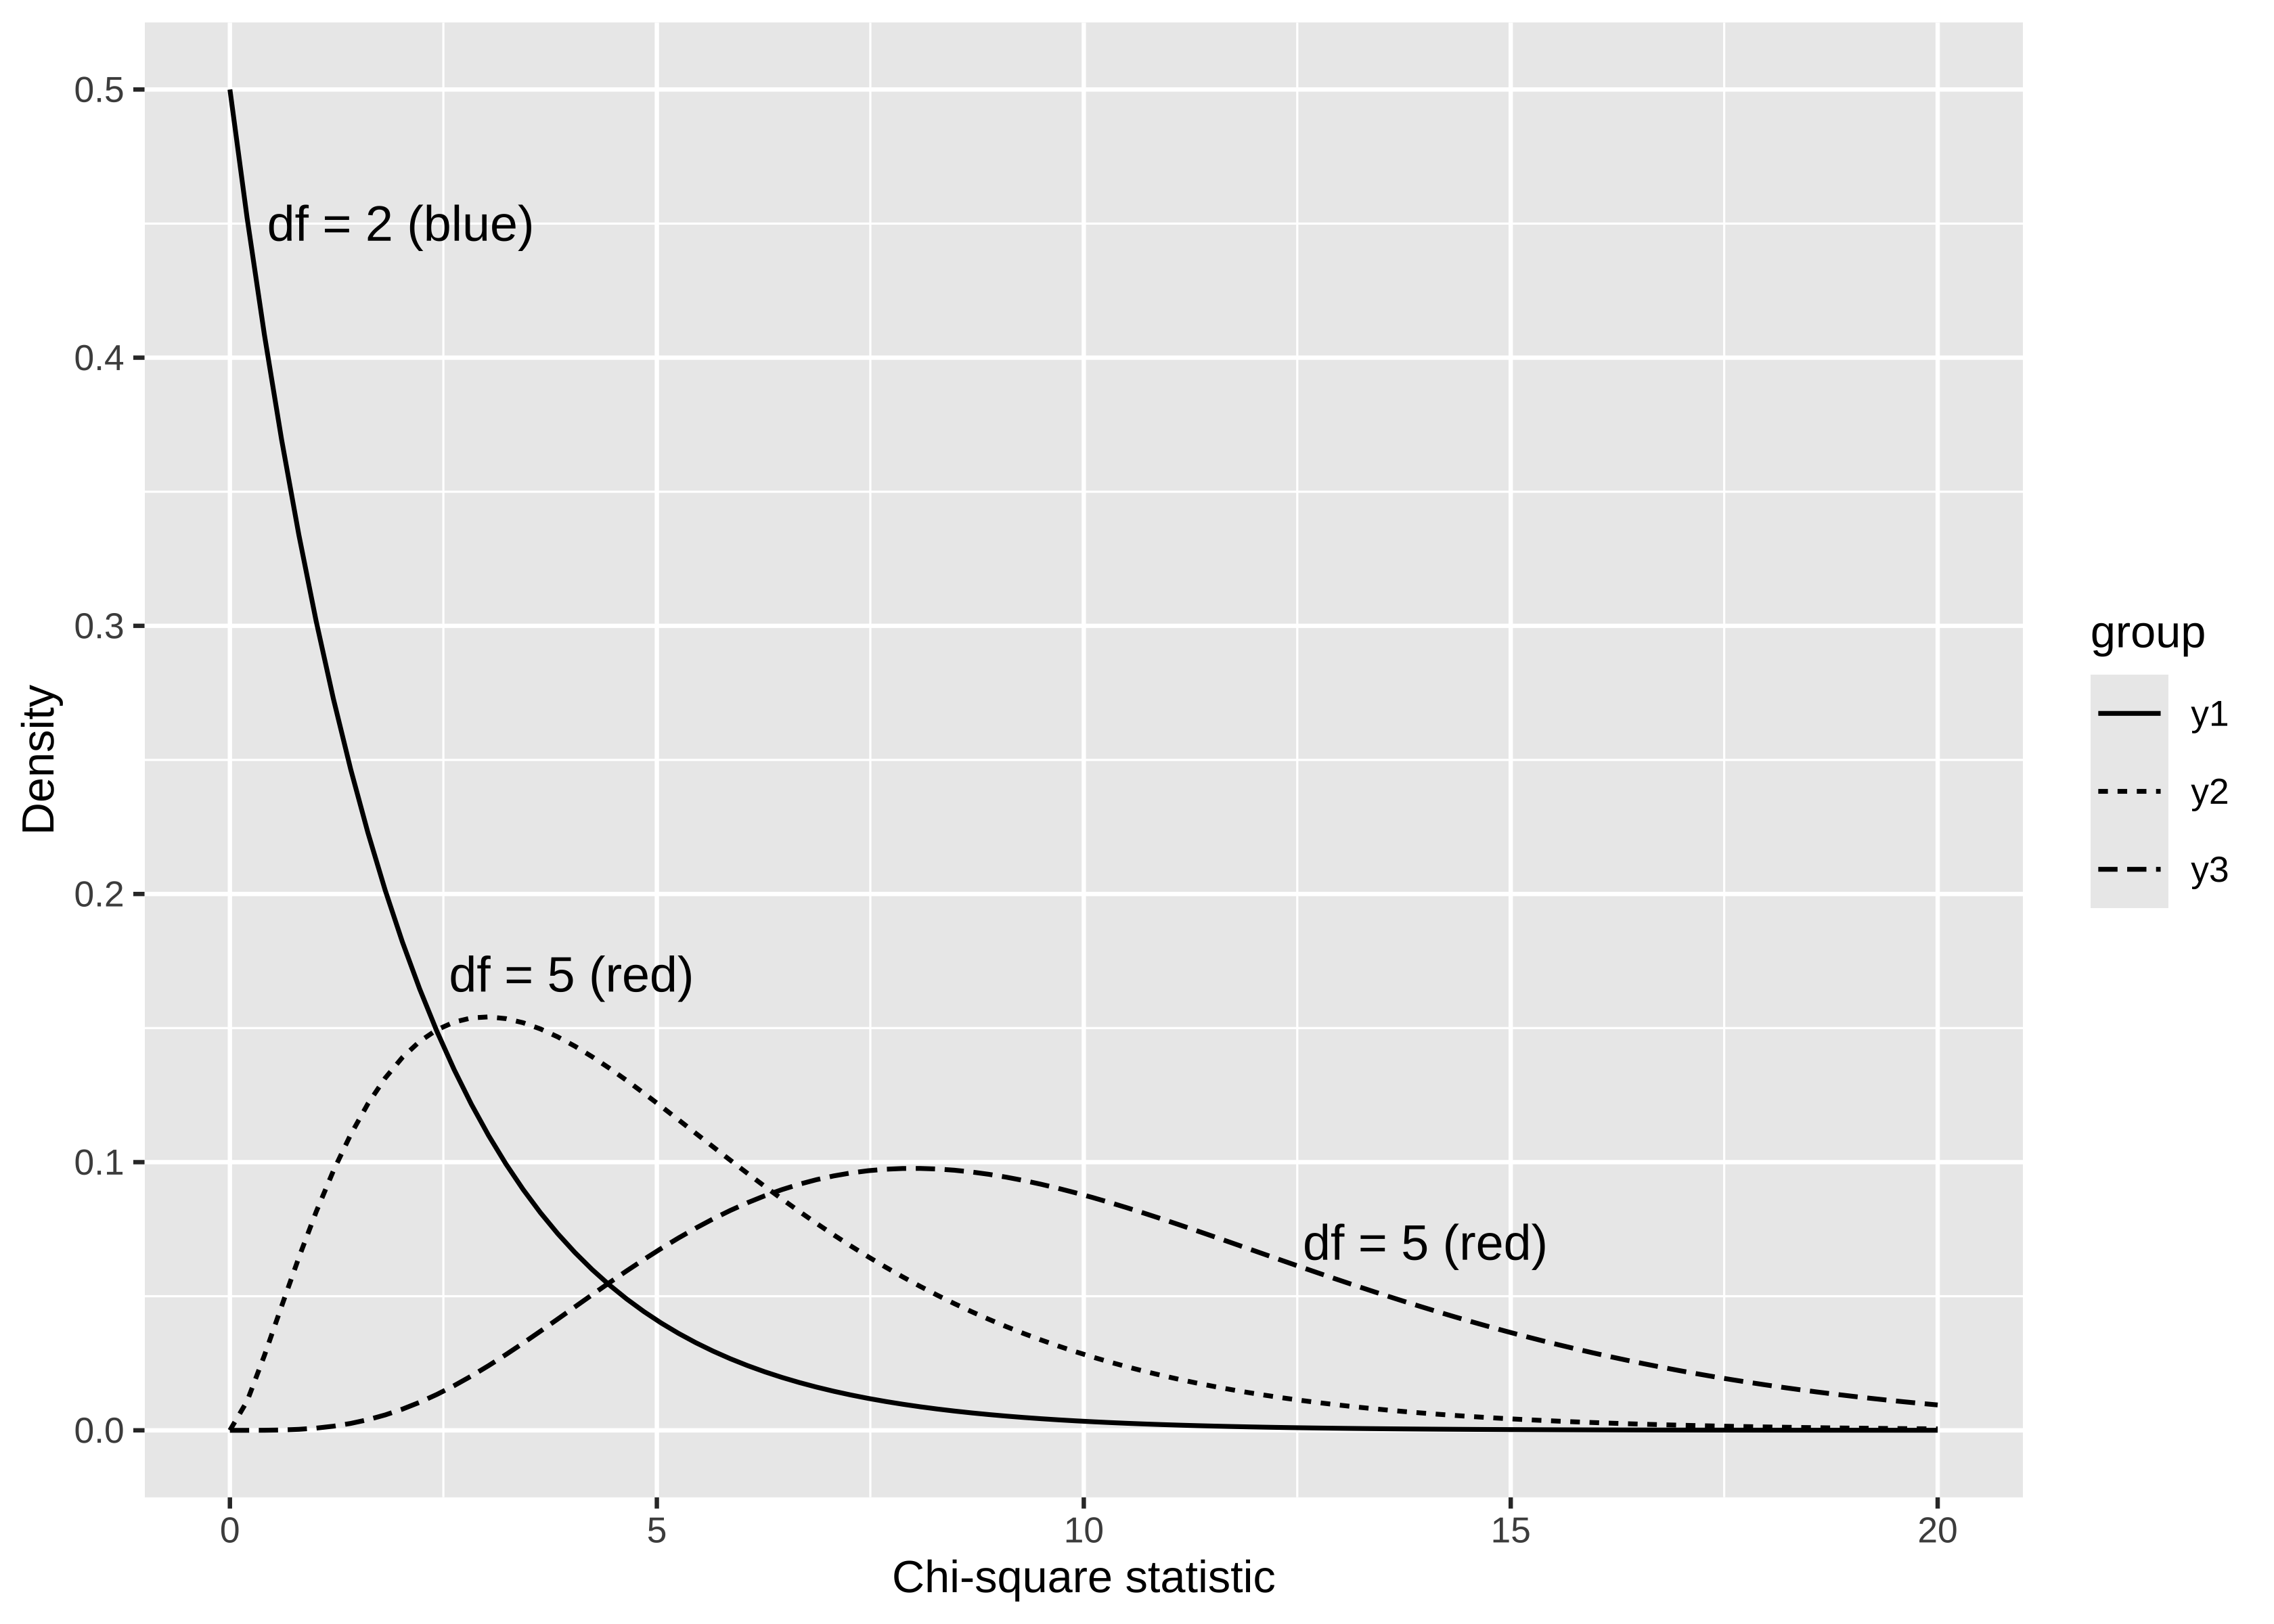 0.5
0.4
0.3
0.2
0.1
0.0
Density
df = 2 (blue)
df = 5 (red)
df = 5 (red)
0 5 10 15 20
Chi-square statistic
group
y1
y2
y3